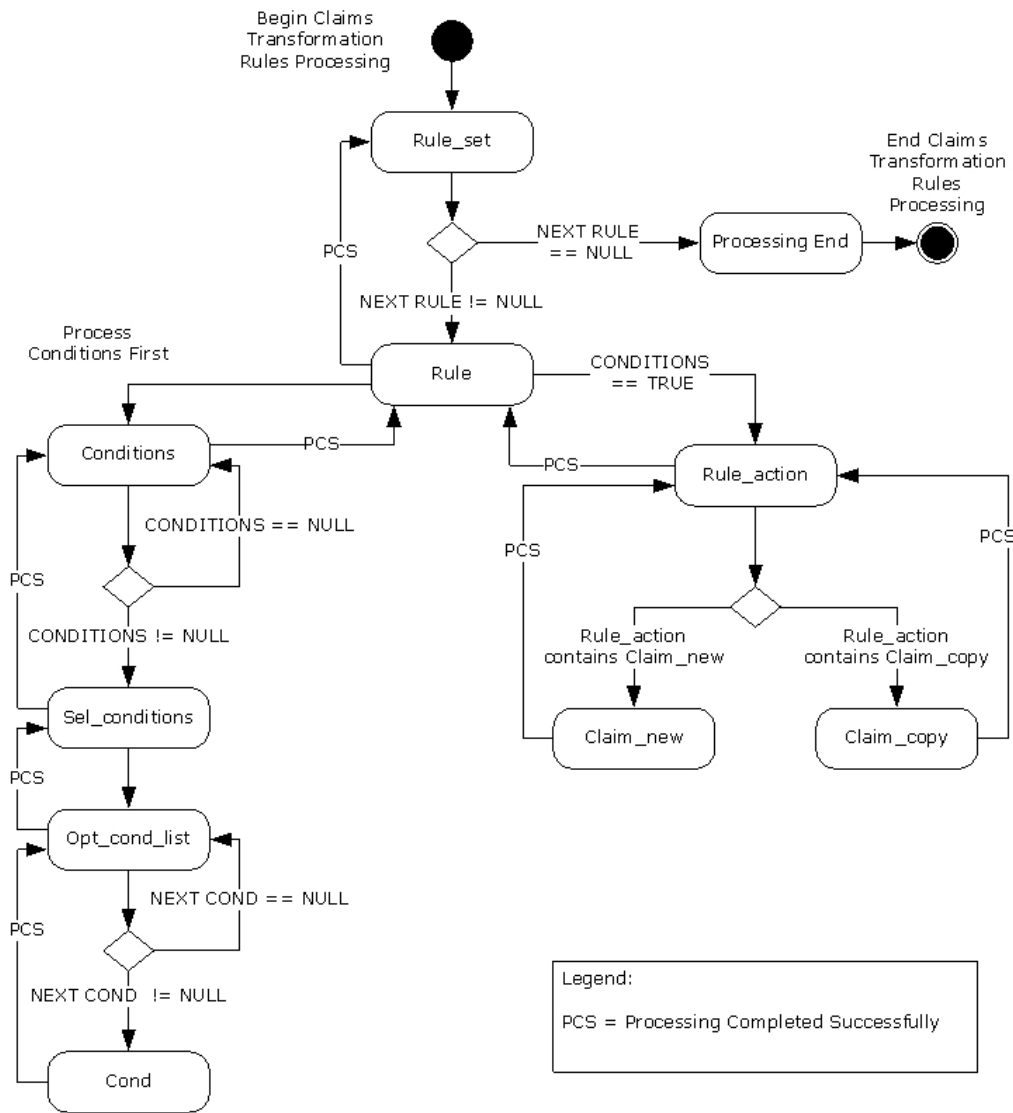 Begin Claims
Transformation
Rules Processing
Rule_set
End Claims
Transformation
Rules
Processing
PCS
NEXT RULE
== NULL
Processing End
NEXT RULE != NULL
Process
Conditions First
Rule
CONDITIONS
== TRUE
Conditions
PCS
PCS
Rule_action
CONDITIONS == NULL
PCS
PCS
PCS
CONDITIONS != NULL
Rule_action
contains Claim_new
Rule_action
contains Claim_copy
Sel_conditions
Claim_new
Claim_copy
PCS
Opt_cond_list
NEXT COND == NULL
PCS
NEXT COND != NULL
Cond
Legend:
PCS = Processing Completed Successfully